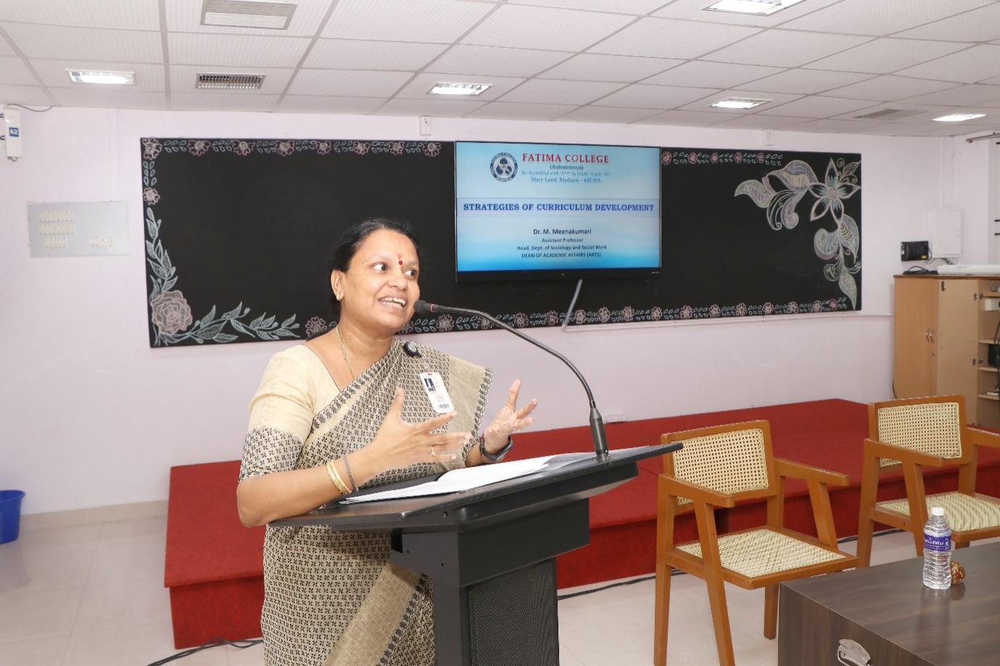 62
FATIMA COLLEGE
(Autonomous)
Re-Accredited with "A++" by NAAC (Cycle-IV)
Mary Land, Madurai – 625 018.
STRATEGIES OF CURRICULUM DEVELOPMENT
Dr. M. Meenakumari
Assistant Professor
Head, Dept. of Sociology and Social Work
DEAN OF ACADEMIC AFFAIRS (ARTS).